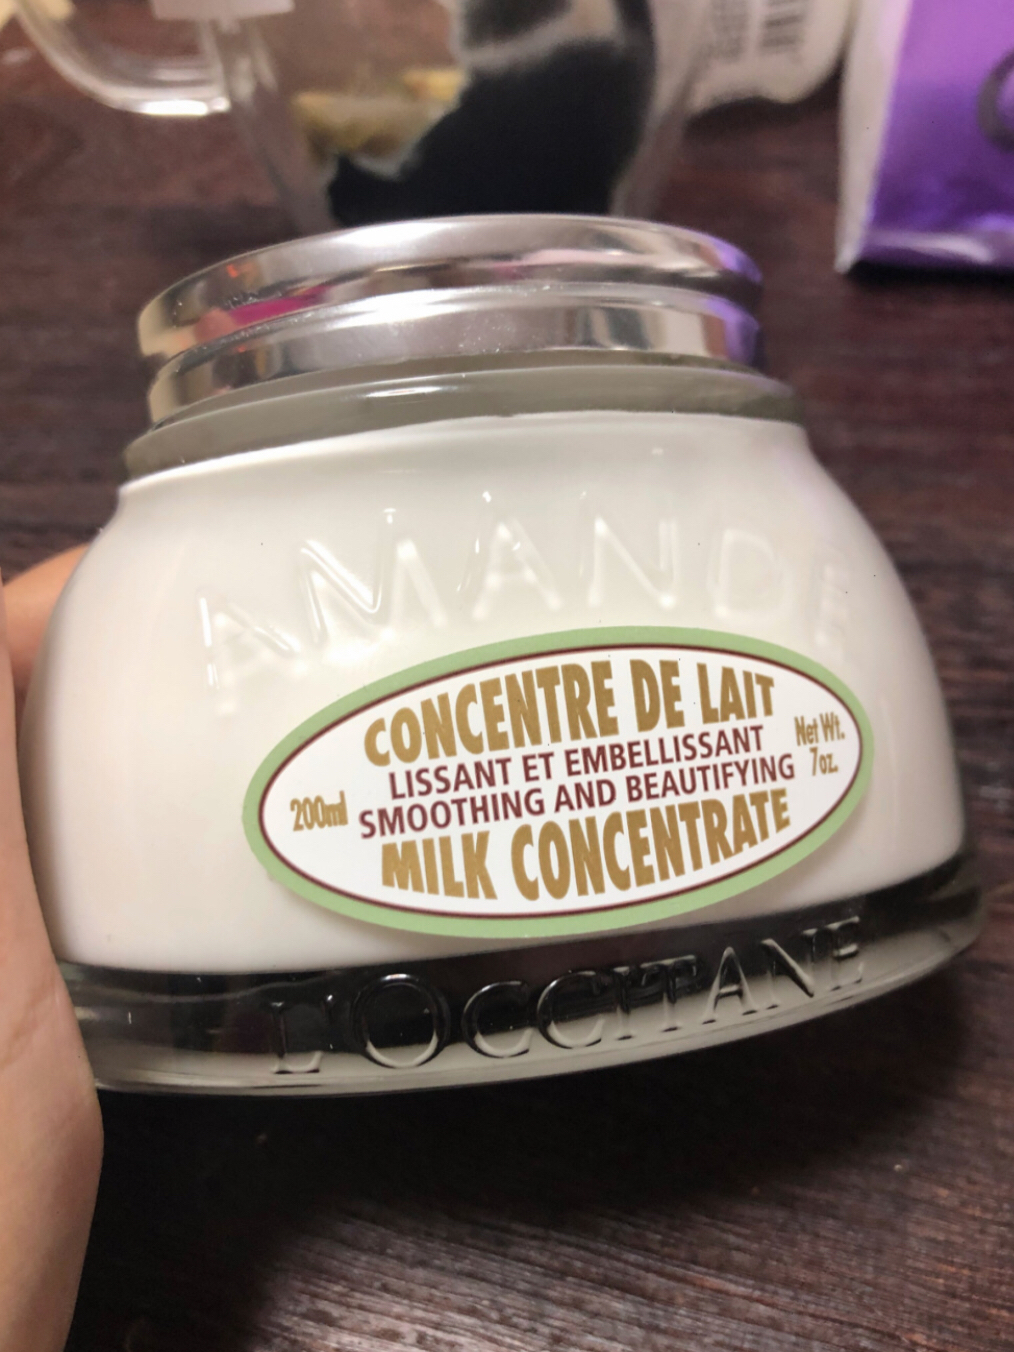 AMANDE
CONCENTRE DE LAIT
LISSANT ET EMBELLISSANT
SMOOTHING AND BEAUTIFYING
MILK CONCENTRATE
200ml
Net Wt.
7oz.
L'OCCITANE